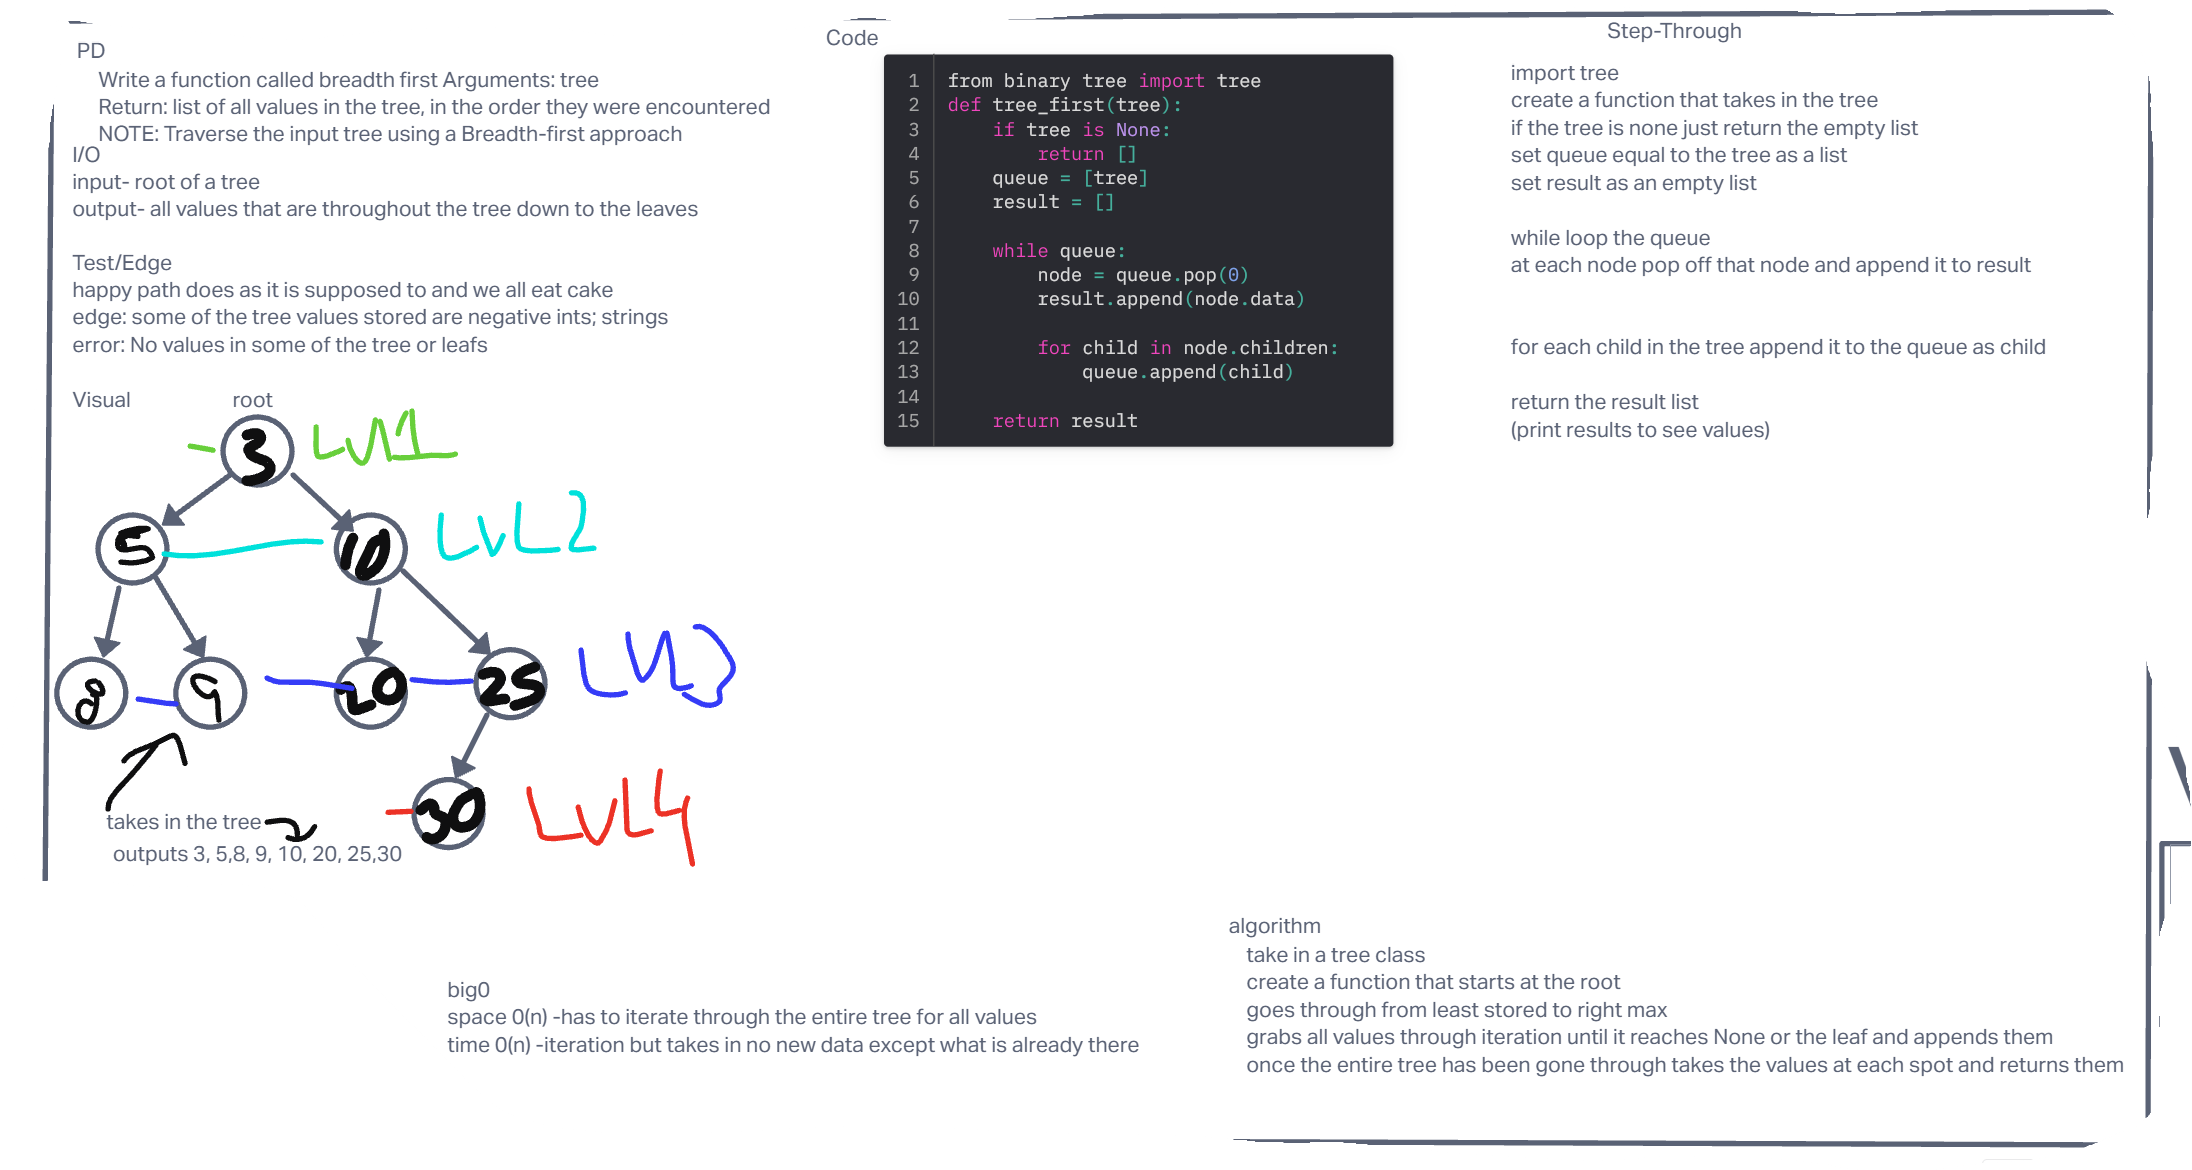 PD
Write a function called breadth first Arguments: tree
Return: list of all values in the tree, in the order they were encountered
NOTE: Traverse the input tree using a Breadth-first approach
I/O
input- root of a tree
output- all values that are throughout the tree down to the leaves
Test/Edge
happy path does as it is supposed to and we all eat cake
edge: some of the tree values stored are negative ints; strings
error: No values in some of the tree or leafs
Visual
root
3
LVL1
5
10
LVL2
8
9
20
25
LVL3
30
LVL4
takes in the tree
outputs 3, 5,8, 9, 10, 20, 25,30
Code
1 from binary tree import tree
2 def tree_first(tree):
3 if tree is None:
4 return []
5 queue = [tree]
6 result = []
7
8 while queue:
9 node = queue.pop(0)
10 result.append(node.data)
11
12 for child in node.children:
13 queue.append(child)
14
15 return result
Step-Through
import tree
create a function that takes in the tree
if the tree is none just return the empty list
set queue equal to the tree as a list
set result as an empty list
while loop the queue
at each node pop off that node and append it to result
for each child in the tree append it to the queue as child
return the result list
(print results to see values)
big0
space 0(n) -has to iterate through the entire tree for all values
time 0(n) -iteration but takes in no new data except what is already there
algorithm
take in a tree class
create a function that starts at the root
goes through from least stored to right max
grabs all values through iteration until it reaches None or the leaf and appends them
once the entire tree has been gone through takes the values at each spot and returns them